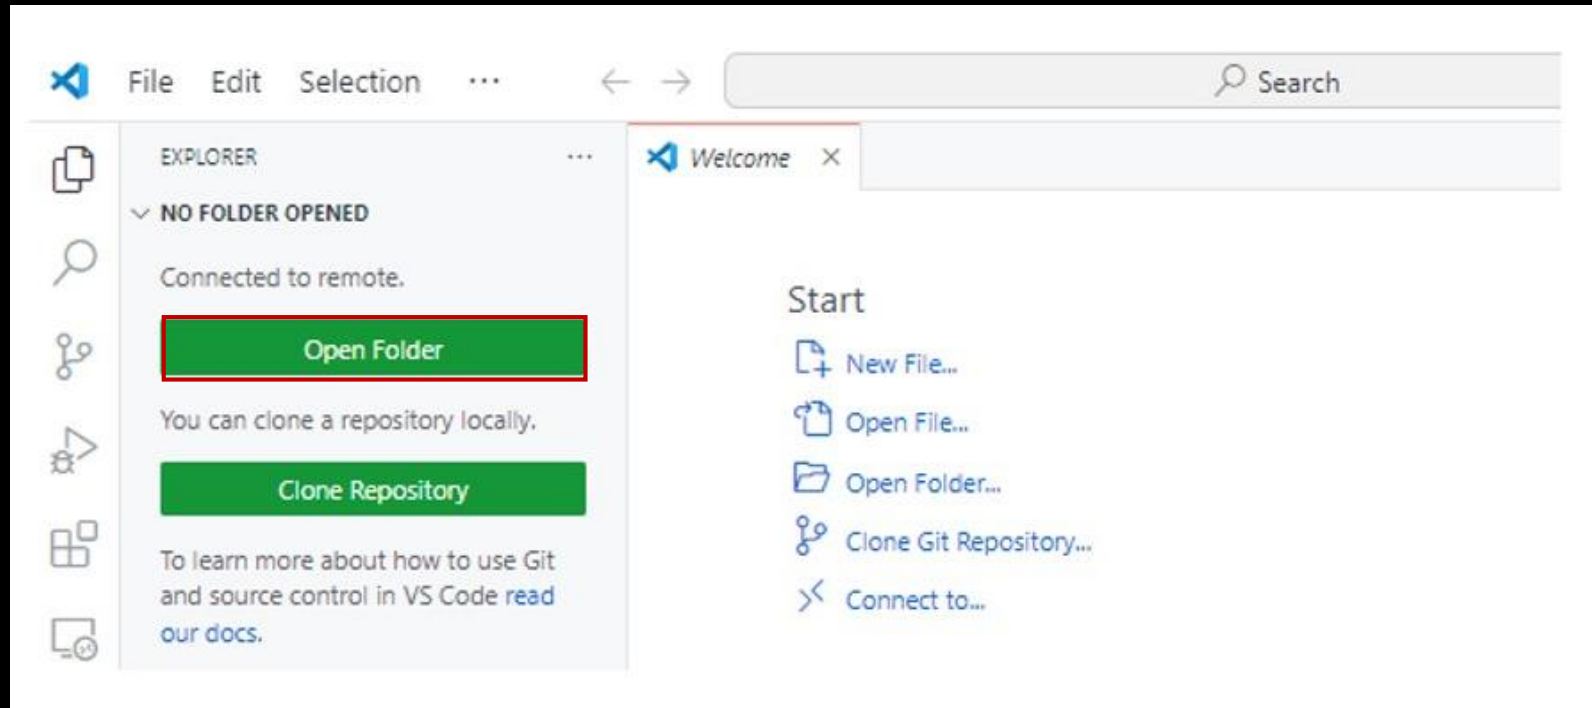 File Edit Selection ··· Search
EXPLORER ···
NO FOLDER OPENED
Connected to remote.
Open Folder
You can clone a repository locally.
Clone Repository
To learn more about how to use Git
and source control in VS Code read
our docs.
Welcome
Start
New File...
Open File...
Open Folder...
Clone Git Repository...
Connect to...